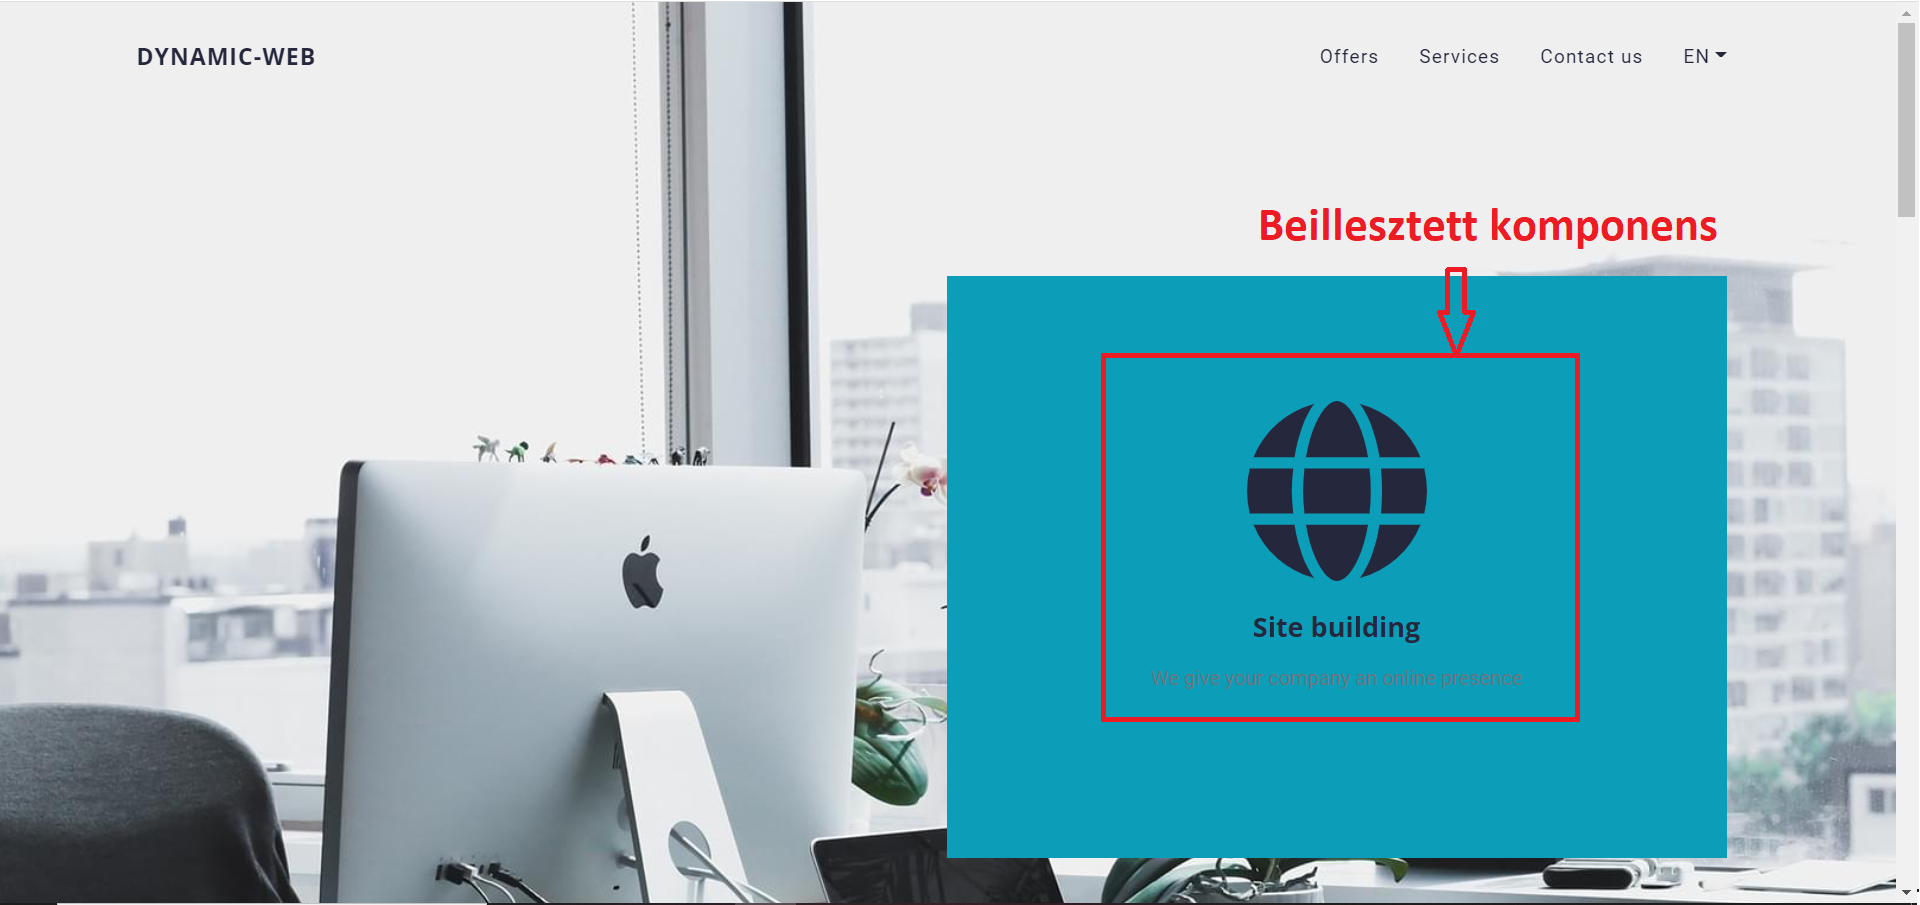 DYNAMIC-WEB
Offers Services Contact us EN
Beillesztett komponens
Site building
We give your company an online presence